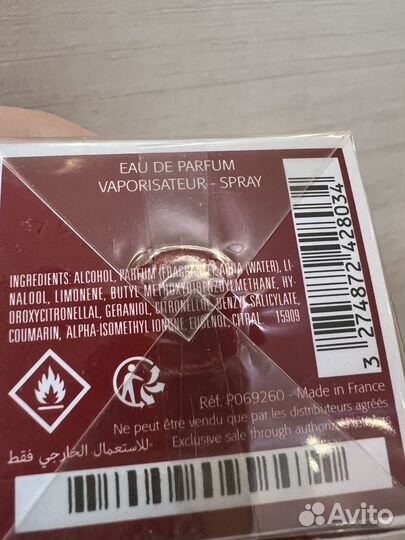 EAU DE PARFUM
VAPORISATEUR - SPRAY
INGREDIENTS: ALCOHOL, PARFUM (FRAGRANCE), AQUA (WATER), LI-
NALOOL, LIMONENE, BUTYL METHOXYDIBENZOYLMETHANE, HY-
DROXYCITRONELLAL, GERANIOL, CITRONELLOL, BENZYL SALICYLATE,
COUMARIN, ALPHA-ISOMETHYL IONONE, EUGENOL, CITRAL. 15909
3 274872 428034
Réf. P069260 - Made in France
Ne peut être vendu que par les distributeurs agréés
Exclusive sale through authorized
للاستعمال الخارجي فقط
Avito